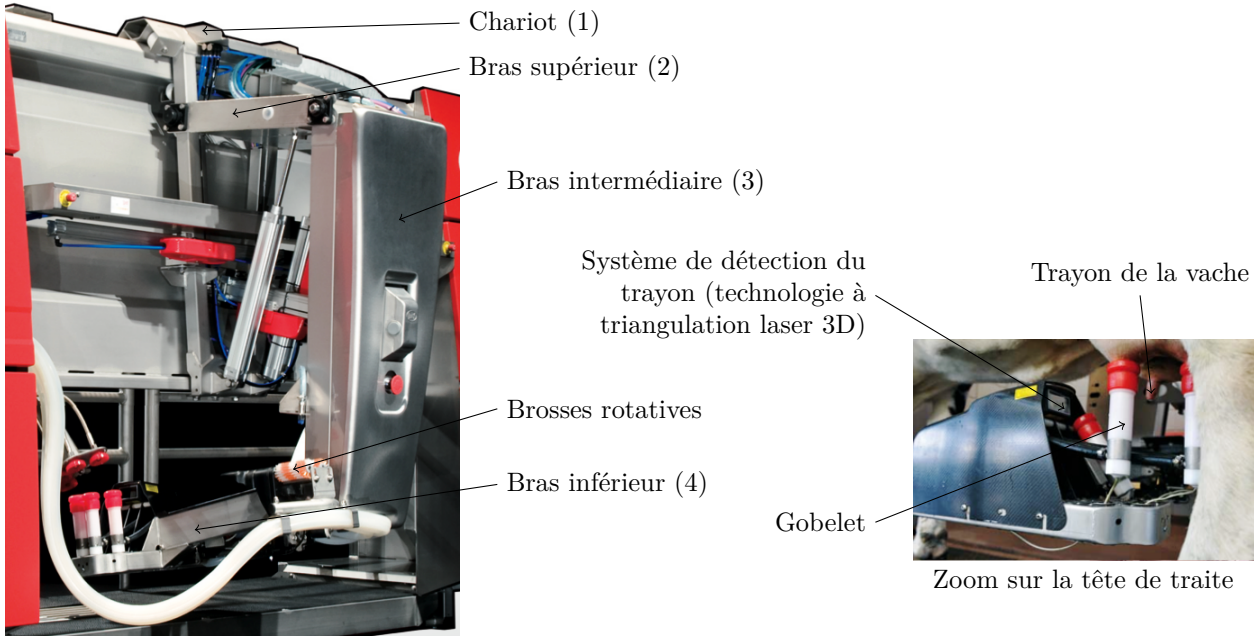 Chariot (1)
Bras supérieur (2)
Bras intermédiaire (3)
Système de détection du
trayon (technologie à
triangulation laser 3D)
Trayon de la vache
Brosses rotatives
Bras inférieur (4)
Gobelet
Zoom sur la tête de traite